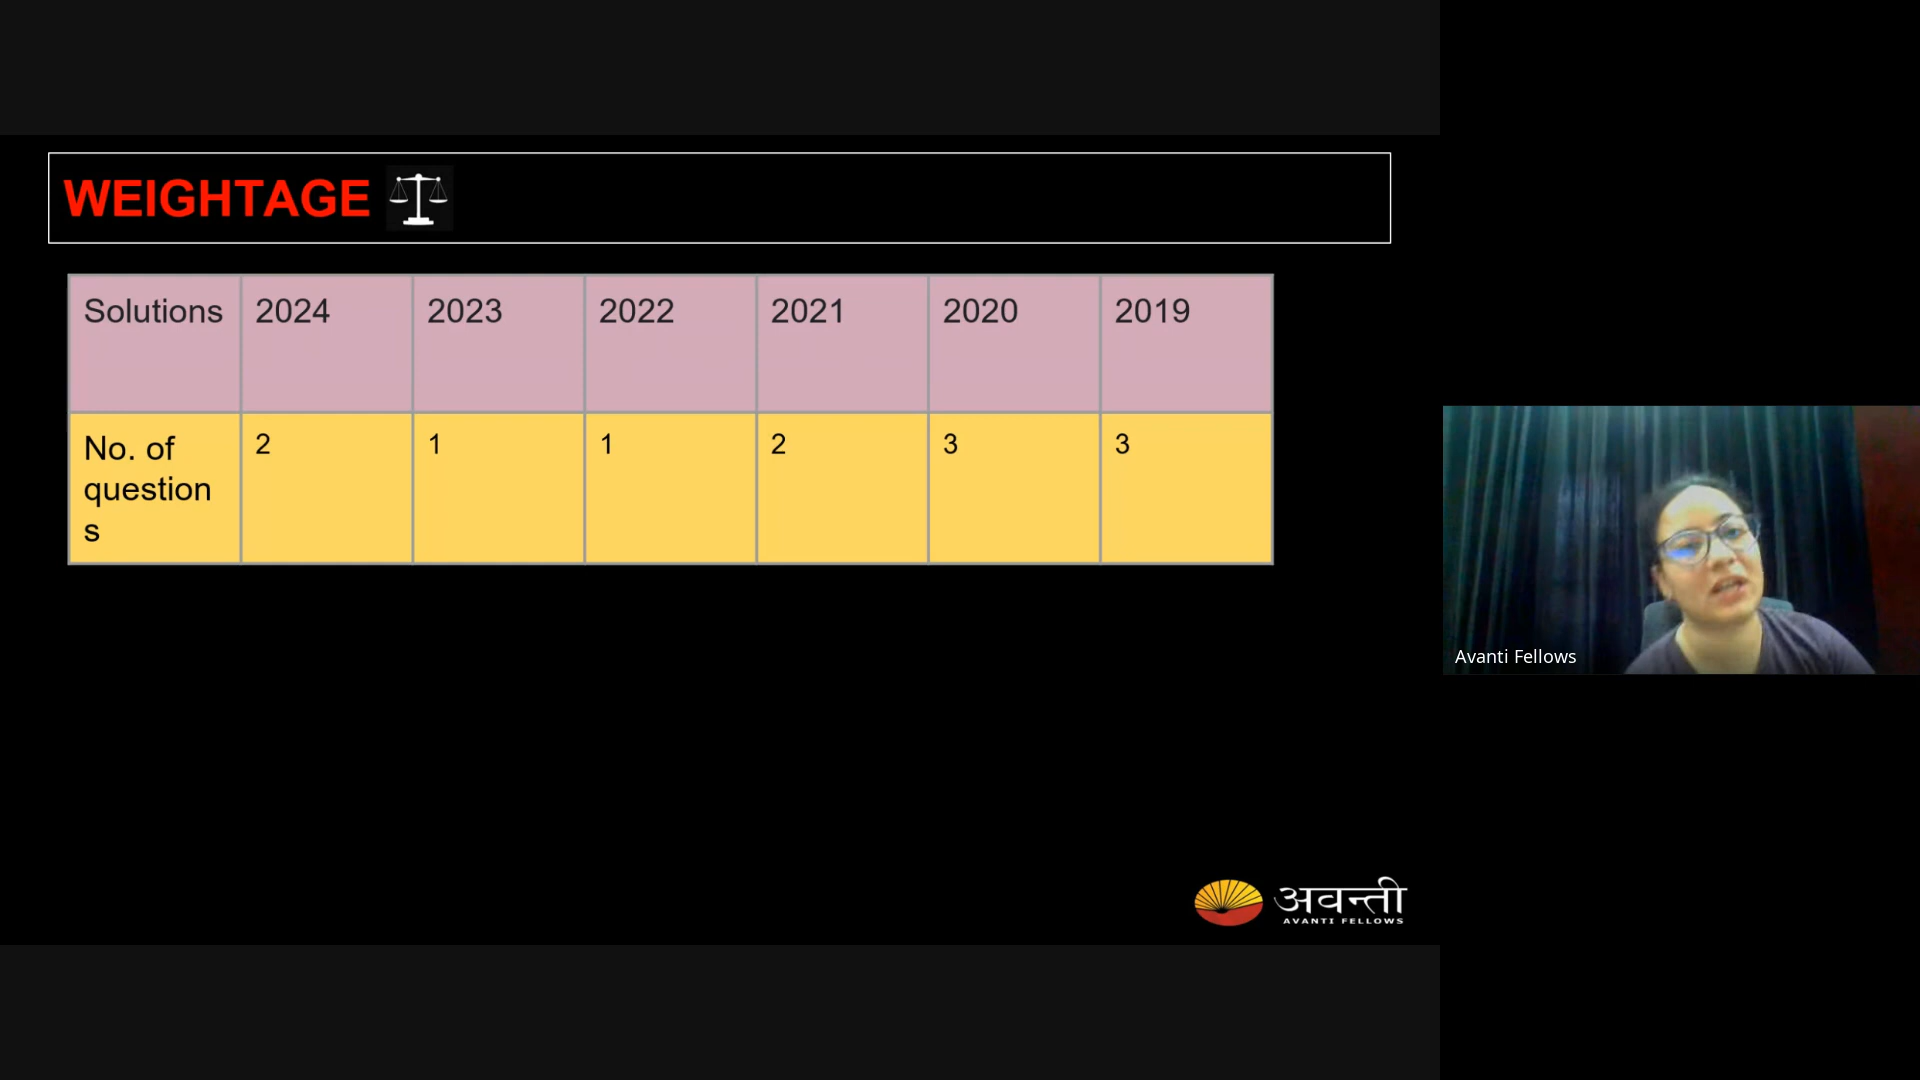 WEIGHTAGE
Solutions 2024 2023 2022 2021 2020 2019
No. of 2 1 1 2 3 3
question
s
Avanti Fellows
अवन्ती
AVANTI FELLOWS